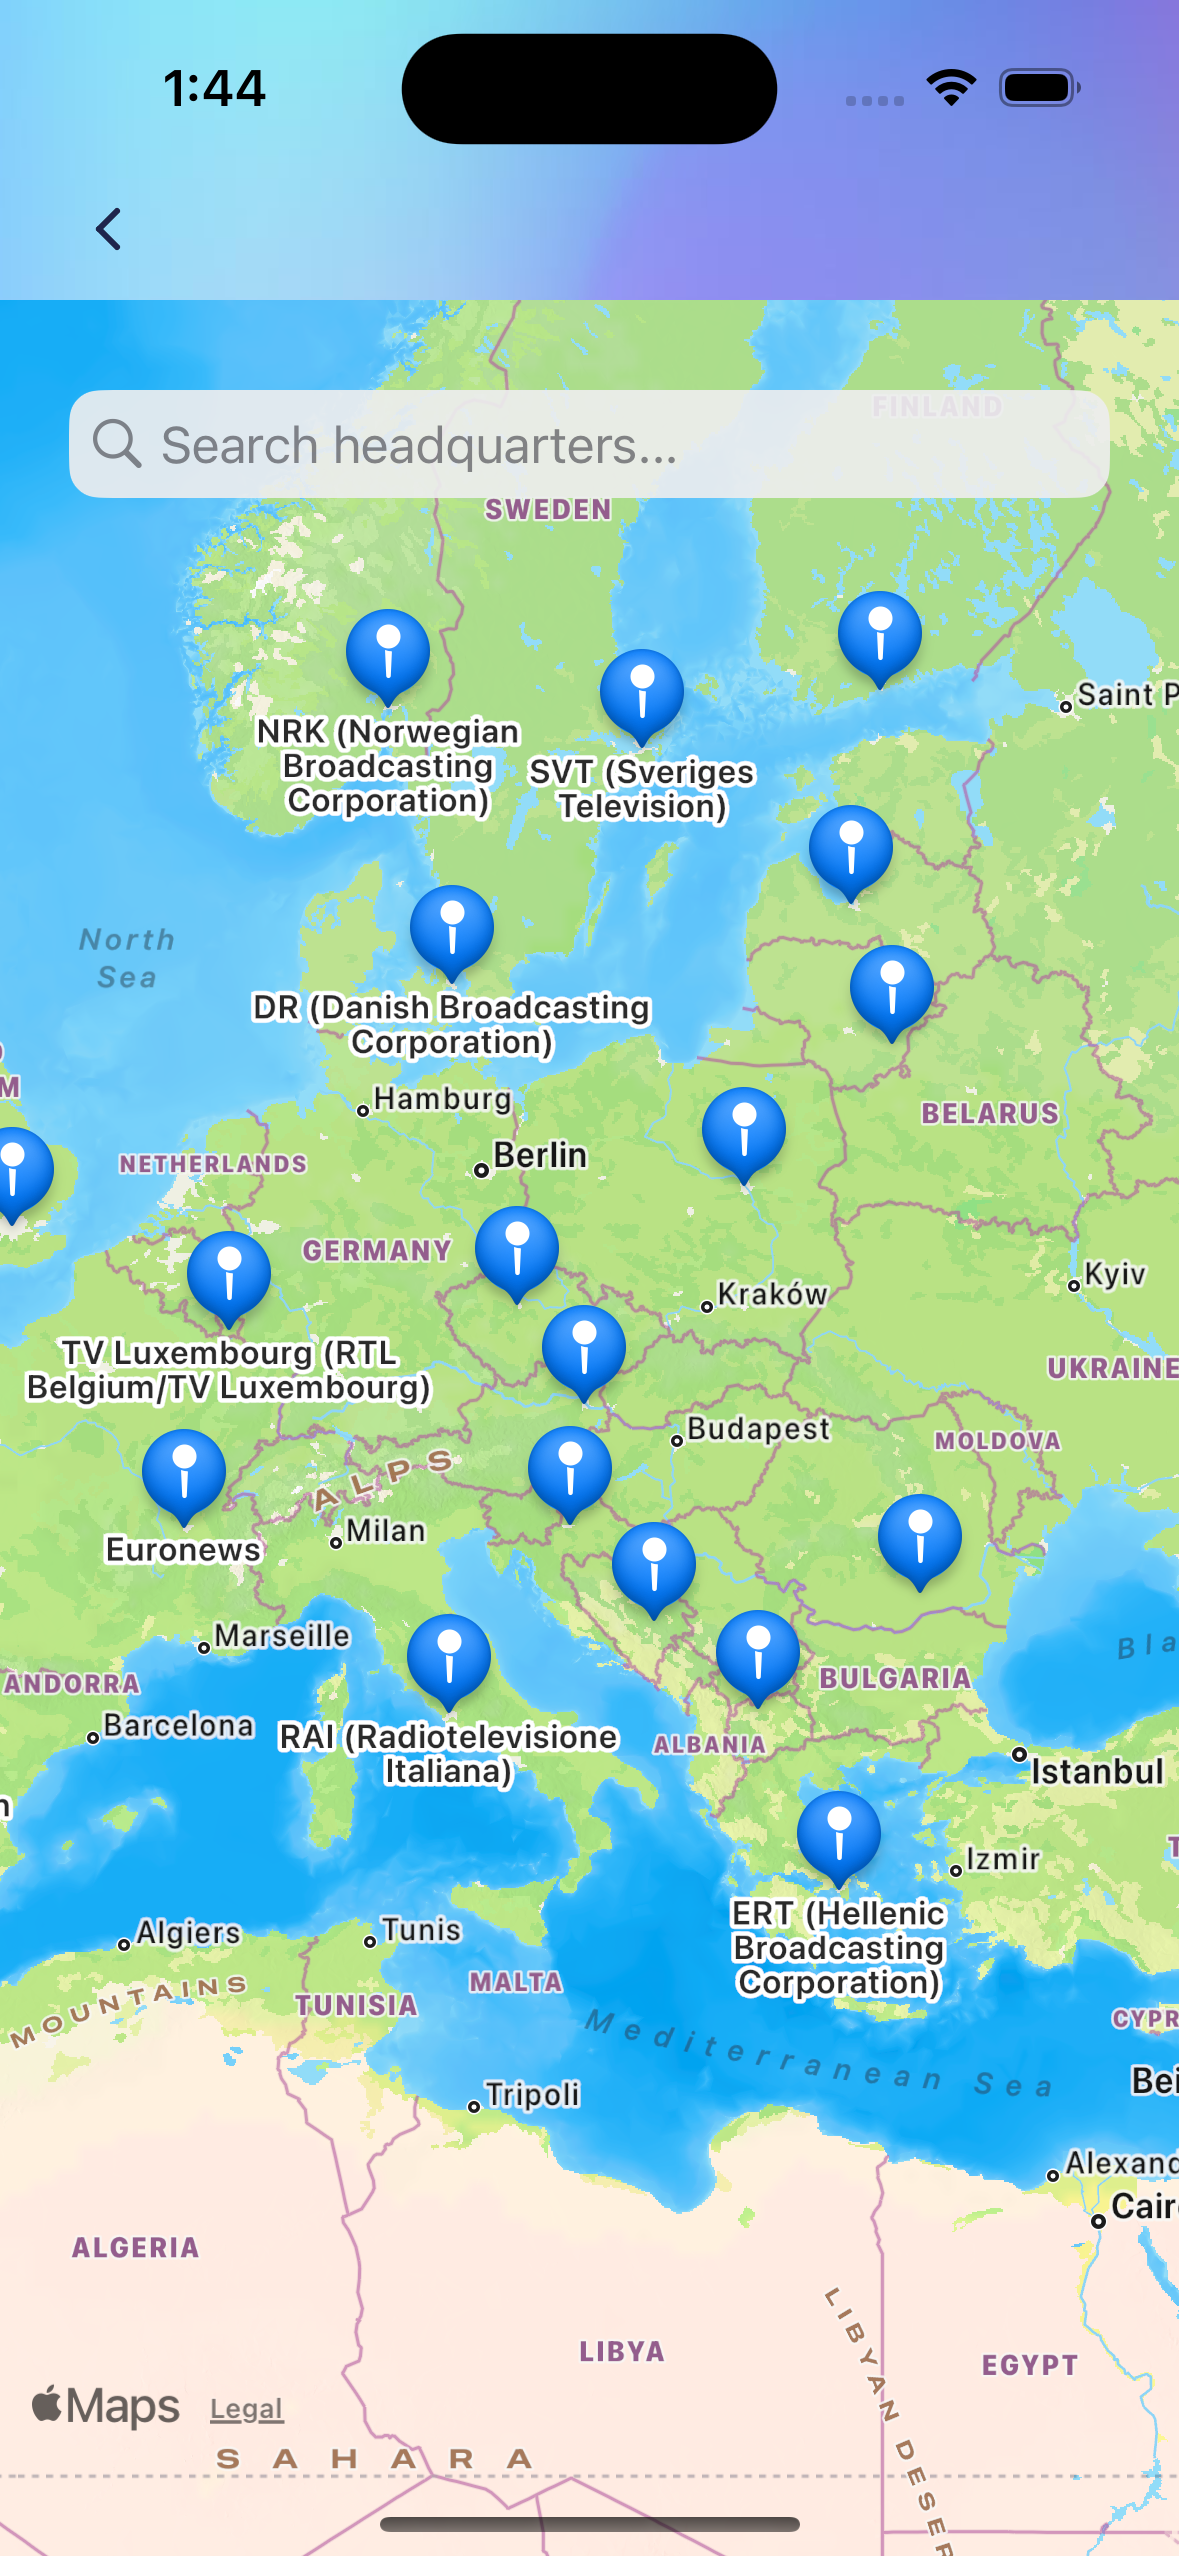 1:44
FINLAND
Search headquarters...
SWEDEN
Saint P
NRK (Norwegian
Broadcasting
Corporation)
SVT (Sveriges
Television)
North
Sea
DR (Danish Broadcasting
Corporation)
M
Hamburg
BELARUS
Berlin
NETHERLANDS
GERMANY
Kyiv
Kraków
TV Luxembourg (RTL
Belgium/TV Luxembourg)
UKRAINE
Budapest
MOLDOVA
ALPS
Milan
Euronews
Marseille
Bla
ANDORRA
BULGARIA
Barcelona
RAI (Radiotelevisione
Italiana)
ALBANIA
Istanbul
n
T
Izmir
ERT (Hellenic
Broadcasting
Corporation)
Algiers
Tunis
MOUNTAINS
MALTA
TUNISIA
CYPR
Mediterranean Sea
Bei
Tripoli
Alexand
Cair
ALGERIA
LIBYA
EGYPT
LIBYAN DESER
Maps
Legal
SAHARA